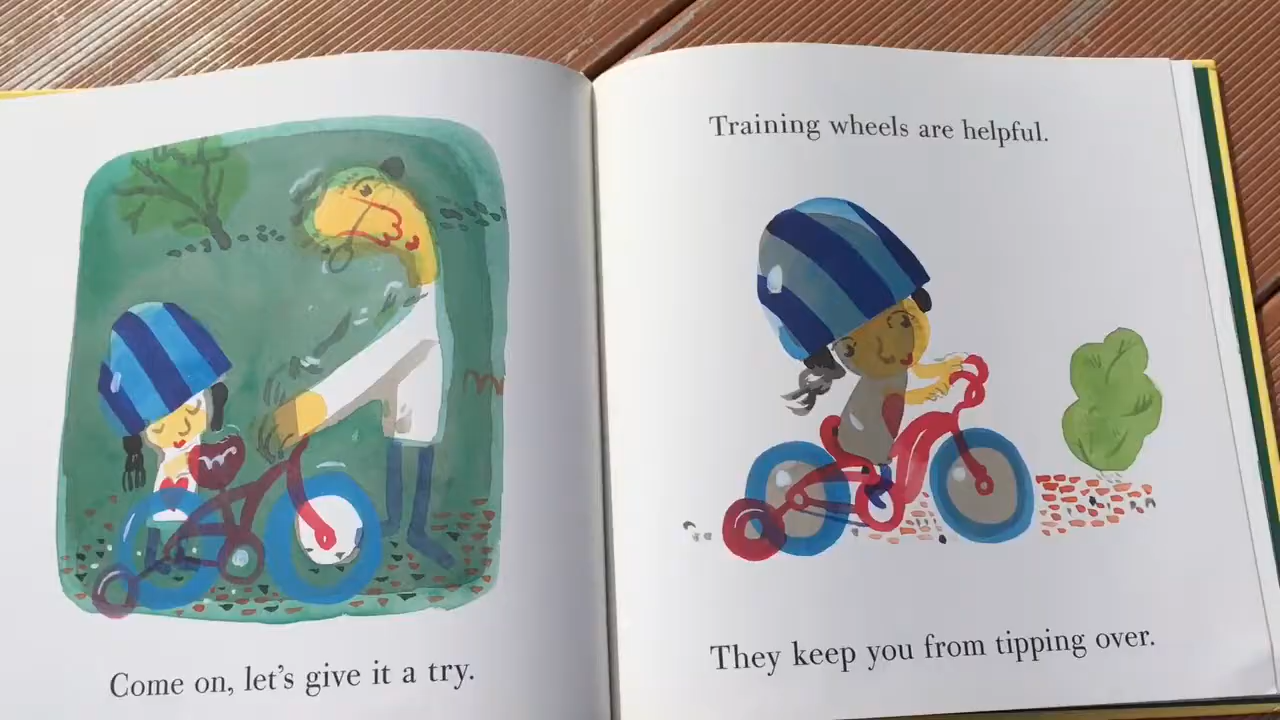 Come on, let's give it a try.
Training wheels are helpful.
They keep you from tipping over.